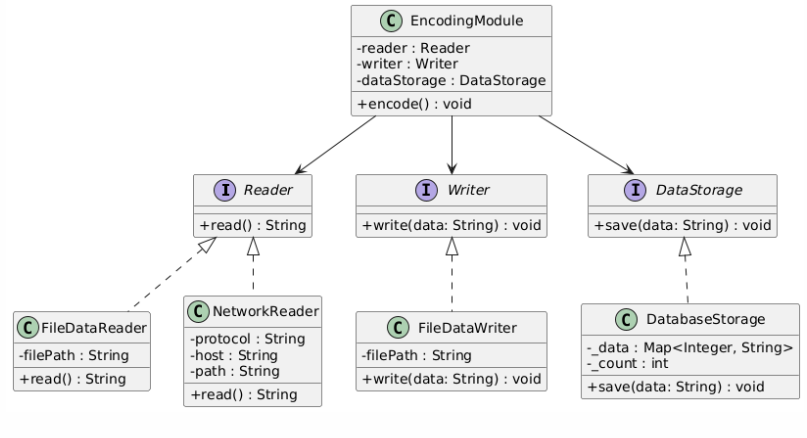 C EncodingModule
-reader : Reader
-writer : Writer
-dataStorage : DataStorage
+encode() : void
I Reader
+read() : String
I Writer
+write(data: String) : void
I DataStorage
+save(data: String) : void
C FileDataReader
-filePath : String
+read() : String
C NetworkReader
-protocol : String
-host : String
-path : String
+read() : String
C FileDataWriter
-filePath : String
+write(data: String) : void
C DatabaseStorage
-_data : Map<Integer, String>
-_count : int
+save(data: String) : void